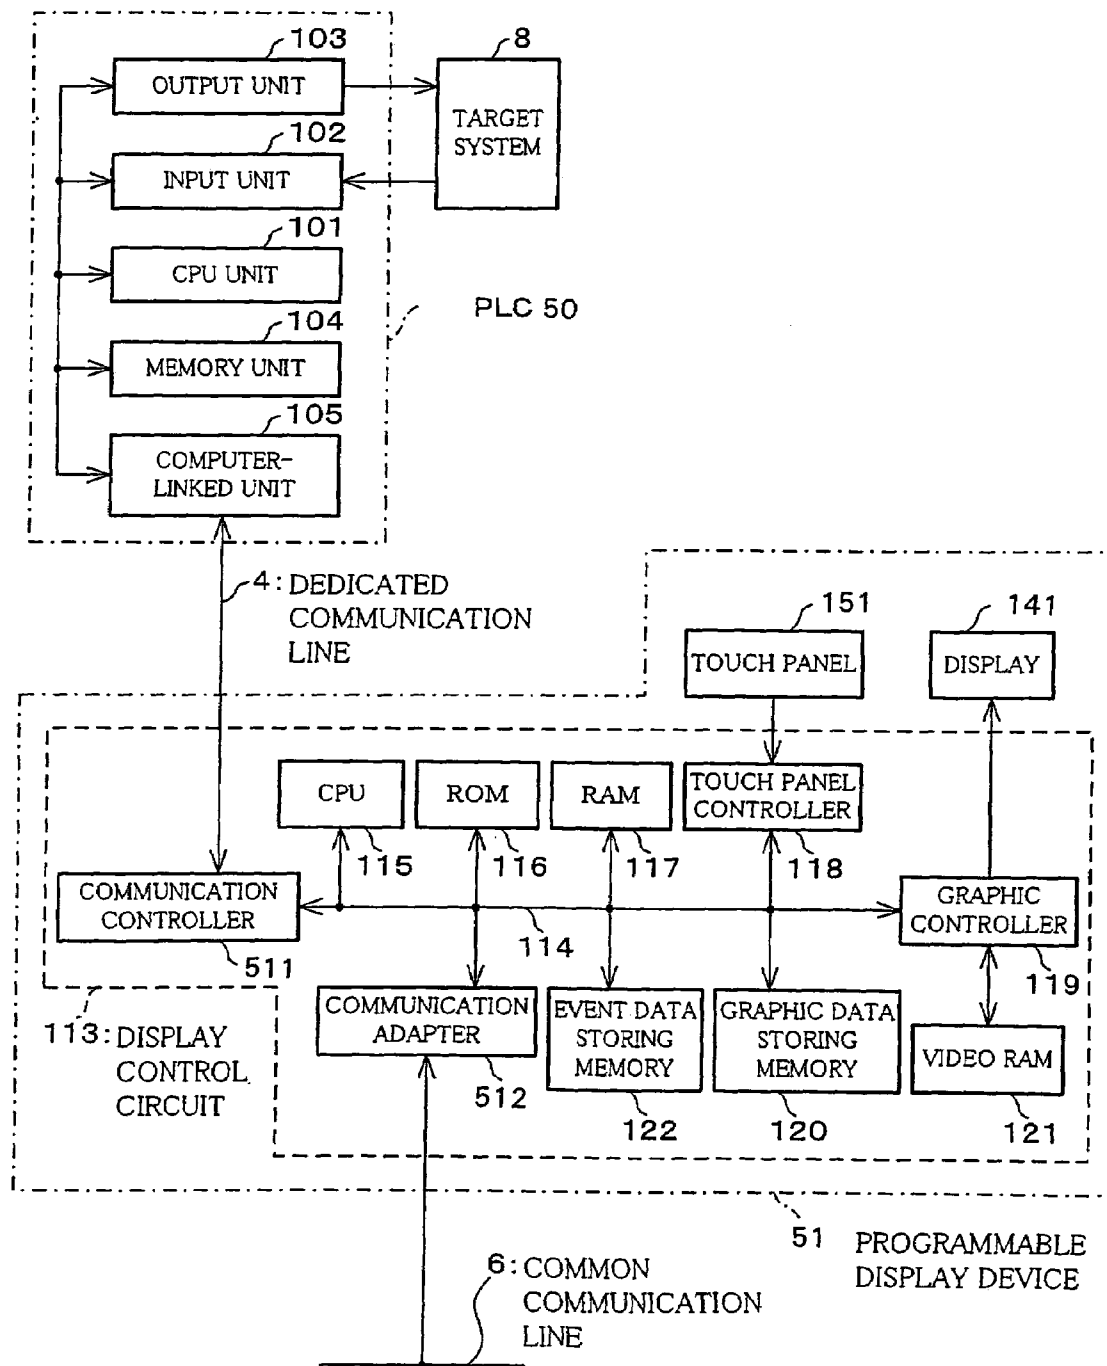 103
8
OUTPUT UNIT
TARGET
SYSTEM
102
INPUT UNIT
101
CPU UNIT
PLC 50
104
MEMORY UNIT
105
COMPUTER-
LINKED UNIT
4: DEDICATED
COMMUNICATION
LINE
151
141
TOUCH PANEL
DISPLAY
CPU
ROM
RAM
TOUCH PANEL
CONTROLLER
115
116
117
118
COMMUNICATION
CONTROLLER
GRAPHIC
CONTROLLER
114
511
119
113: DISPLAY
CONTROL
CIRCUIT
COMMUNICATION
ADAPTER
EVENT DATA
STORING
MEMORY
GRAPHIC DATA
STORING
MEMORY
VIDEO RAM
512
122
120
121
51 PROGRAMMABLE
DISPLAY DEVICE
6: COMMON
COMMUNICATION
LINE